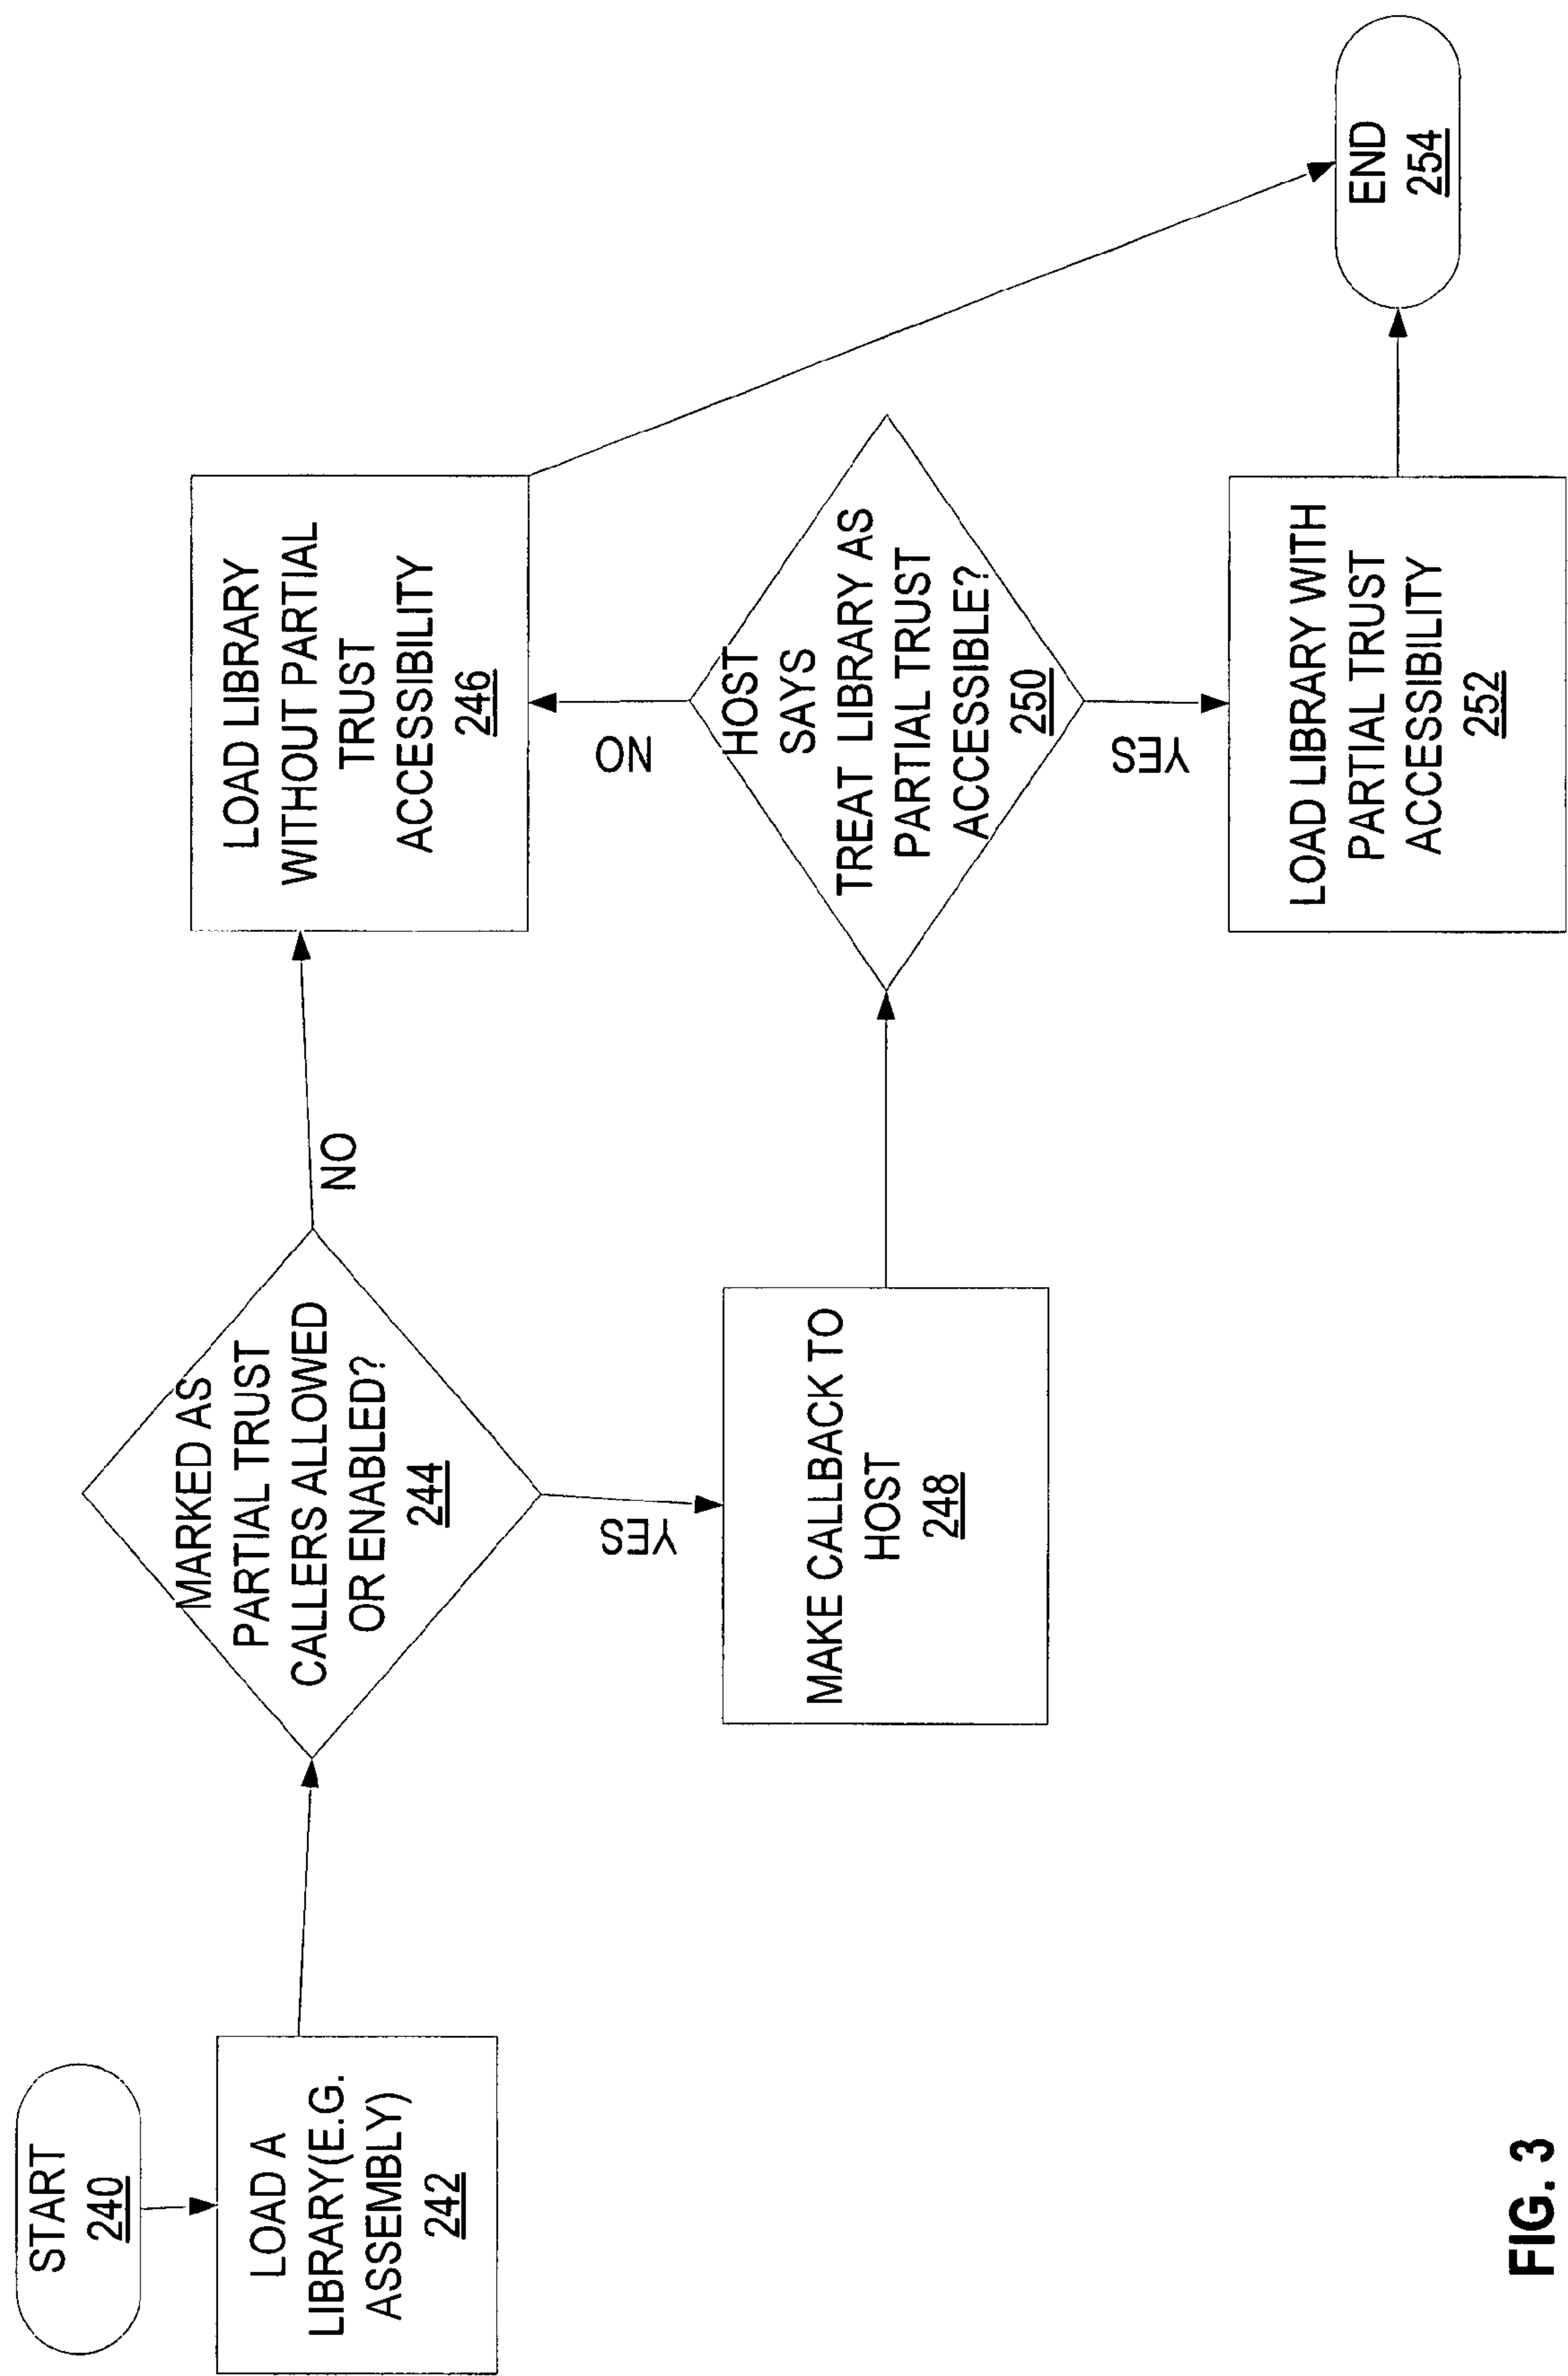 START
240
LOAD A
LIBRARY(E.G.
ASSEMBLY)
242
MARKED AS
PARTIAL TRUST
CALLERS ALLOWED
OR ENABLED?
244
NO
YES
LOAD LIBRARY
WITHOUT PARTIAL
TRUST
ACCESSIBILITY
246
MAKE CALLBACK TO
HOST
248
HOST
SAYS
TREAT LIBRARY AS
PARTIAL TRUST
ACCESSIBLE?
250
NO
YES
LOAD LIBRARY WITH
PARTIAL TRUST
ACCESSIBILITY
252
END
254
FIG. 3